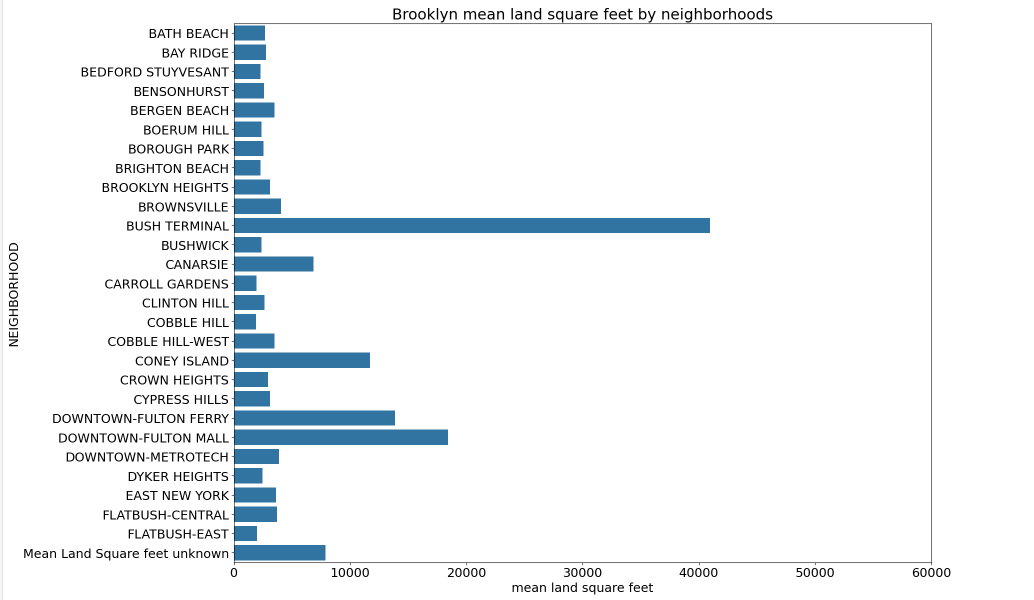 Brooklyn mean land square feet by neighborhoods
NEIGHBORHOOD
BATH BEACH
BAY RIDGE
BEDFORD STUYVESANT
BENSONHURST
BERGEN BEACH
BOERUM HILL
BOROUGH PARK
BRIGHTON BEACH
BROOKLYN HEIGHTS
BROWNSVILLE
BUSH TERMINAL
BUSHWICK
CANARSIE
CARROLL GARDENS
CLINTON HILL
COBBLE HILL
COBBLE HILL-WEST
CONEY ISLAND
CROWN HEIGHTS
CYPRESS HILLS
DOWNTOWN-FULTON FERRY
DOWNTOWN-FULTON MALL
DOWNTOWN-METROTECH
DYKER HEIGHTS
EAST NEW YORK
FLATBUSH-CENTRAL
FLATBUSH-EAST
Mean Land Square feet unknown
0 10000 20000 30000 40000 50000 60000
mean land square feet